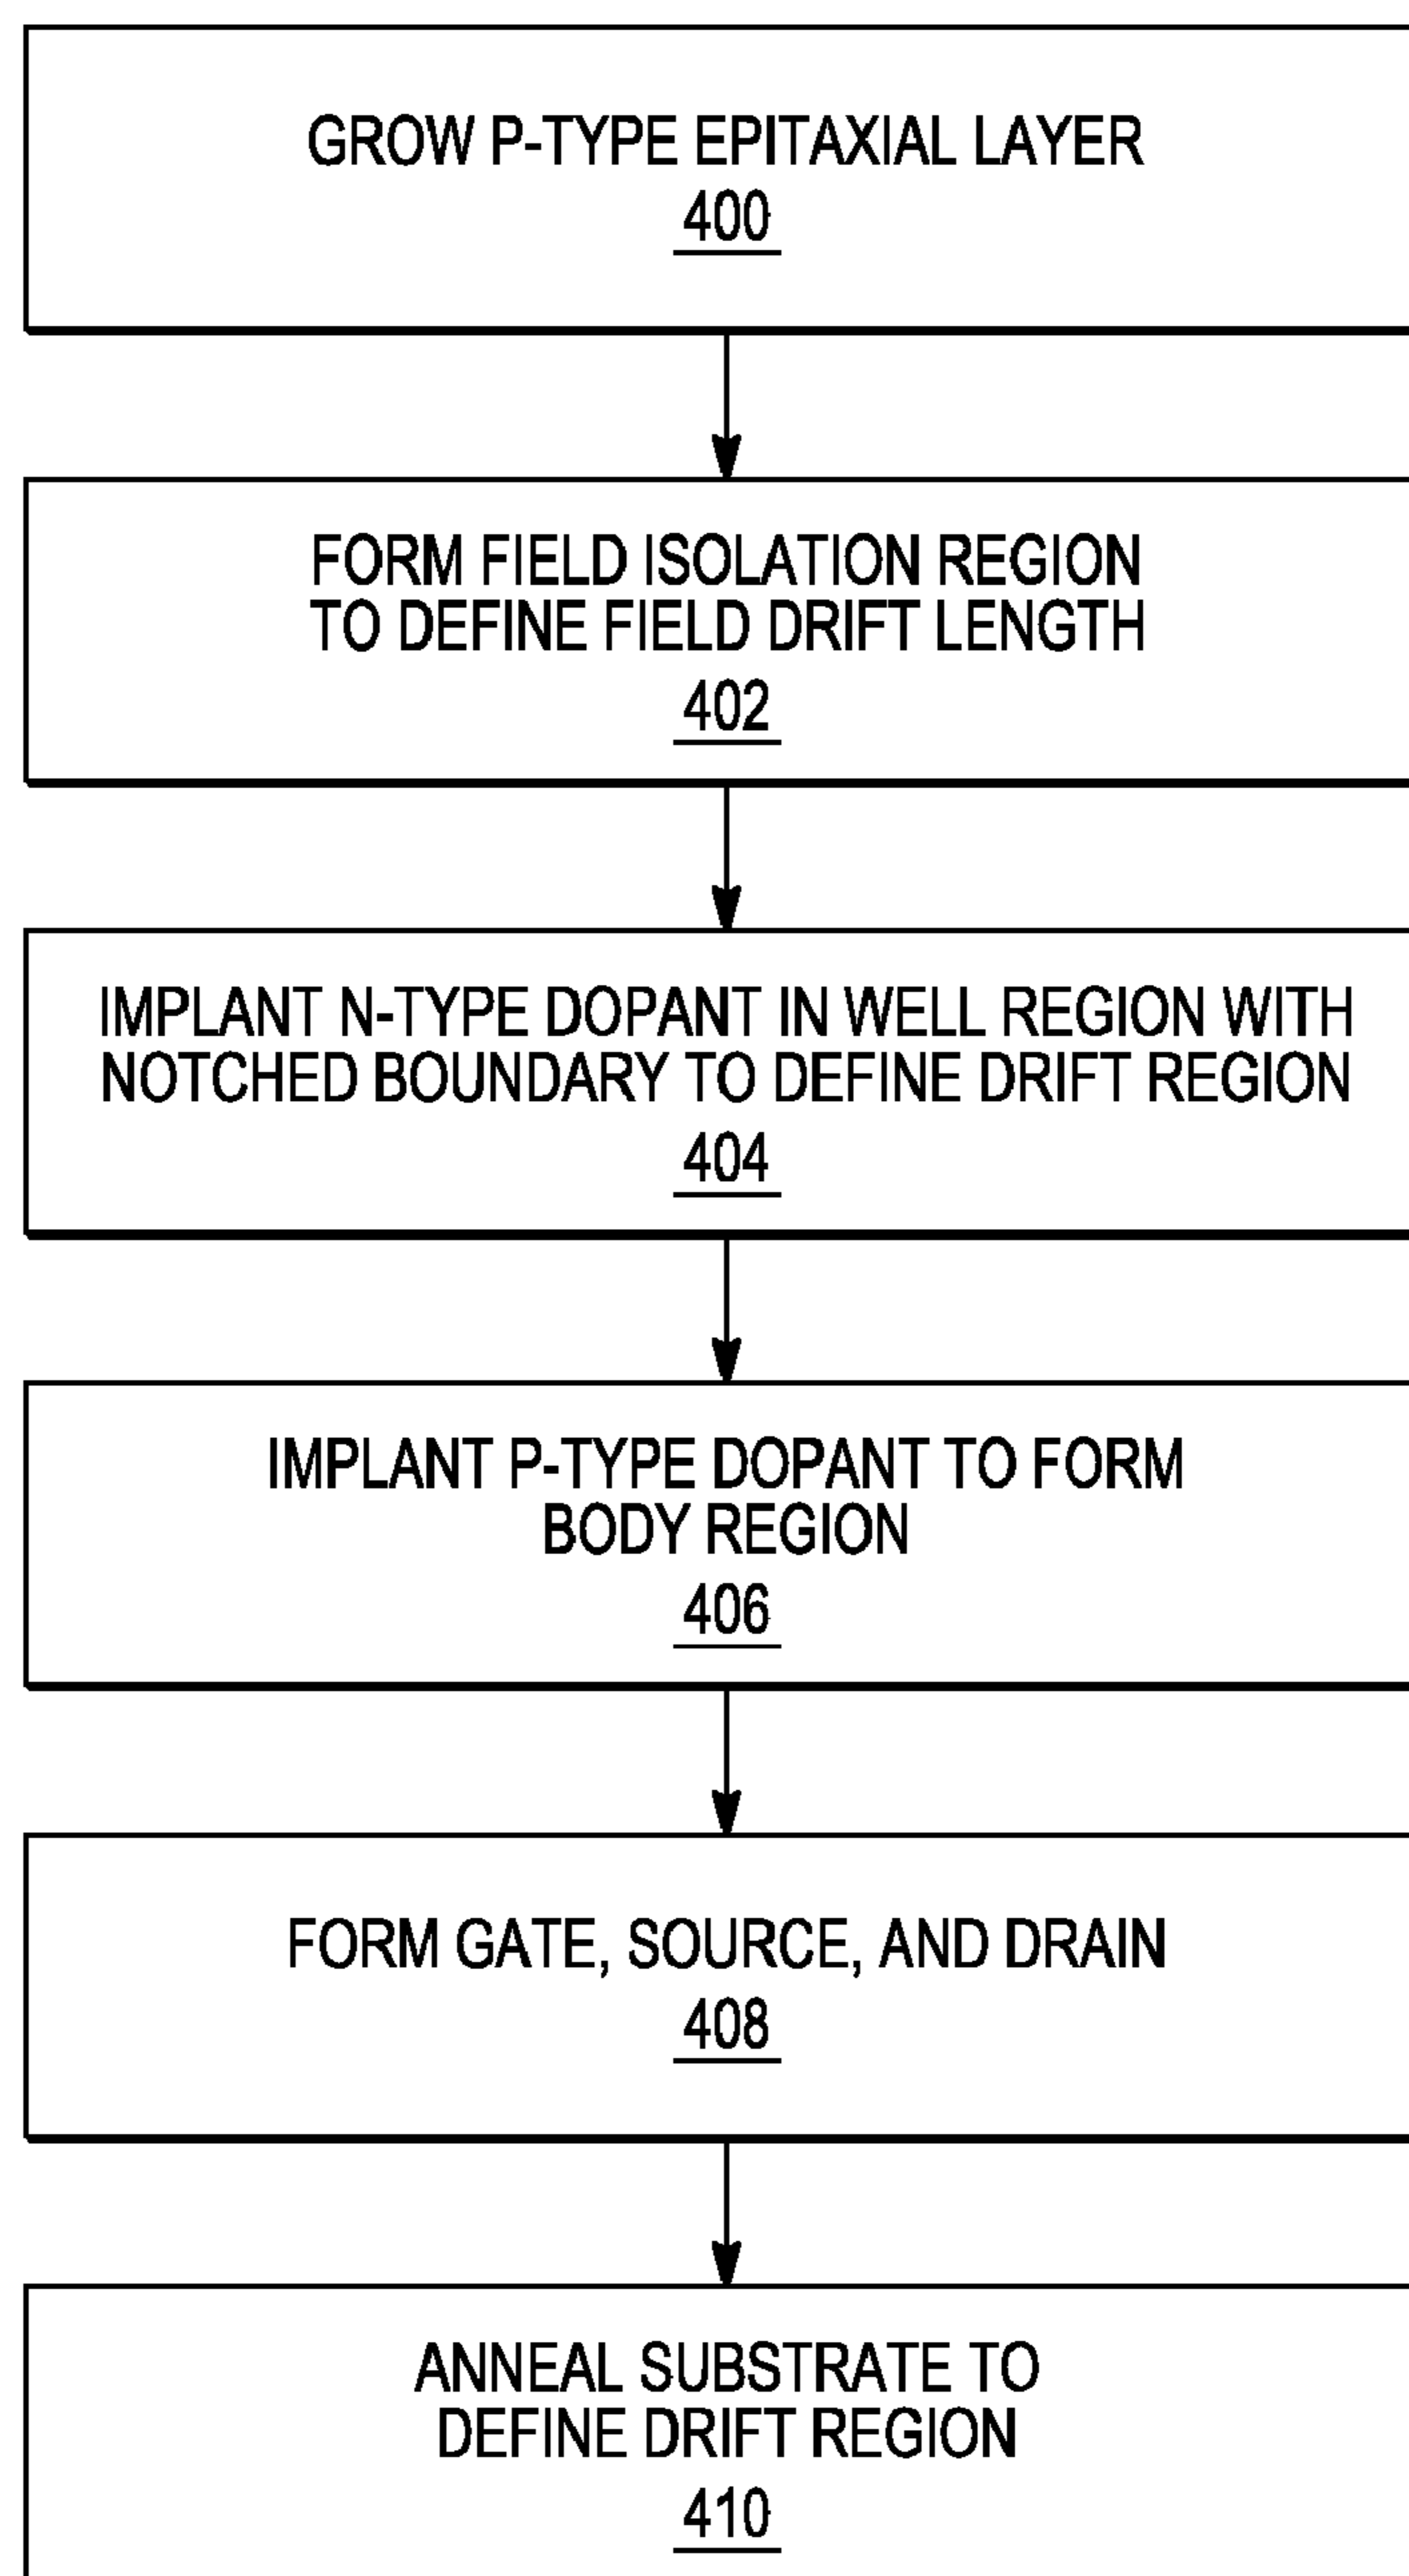 GROW P-TYPE EPITAXIAL LAYER
400
FORM FIELD ISOLATION REGION
TO DEFINE FIELD DRIFT LENGTH
402
IMPLANT N-TYPE DOPANT IN WELL REGION WITH
NOTCHED BOUNDARY TO DEFINE DRIFT REGION
404
IMPLANT P-TYPE DOPANT TO FORM
BODY REGION
406
FORM GATE, SOURCE, AND DRAIN
408
ANNEAL SUBSTRATE TO
DEFINE DRIFT REGION
410